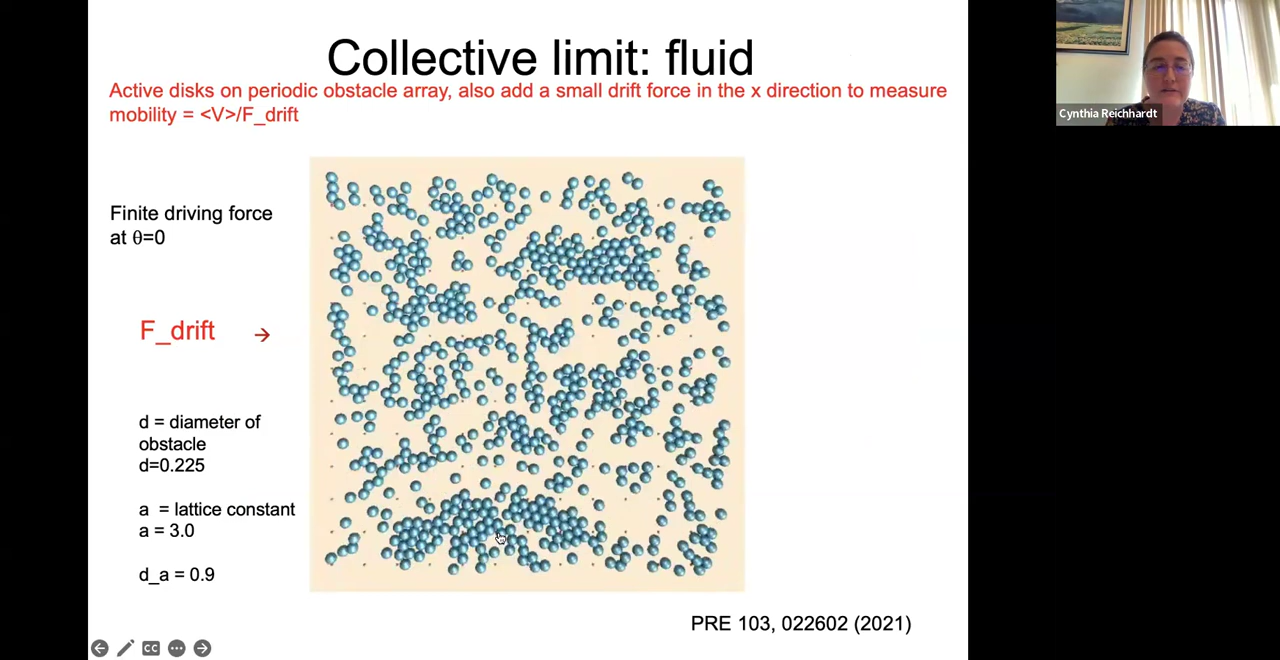 Collective limit: fluid
Active disks on periodic obstacle array, also add a small drift force in the x direction to measure
mobility = <V>/F_drift
Cynthia Reichhardt
Finite driving force
at θ=0
F_drift →
d = diameter of
obstacle
d=0.225
a = lattice constant
a = 3.0
d_a = 0.9
PRE 103, 022602 (2021)
CC